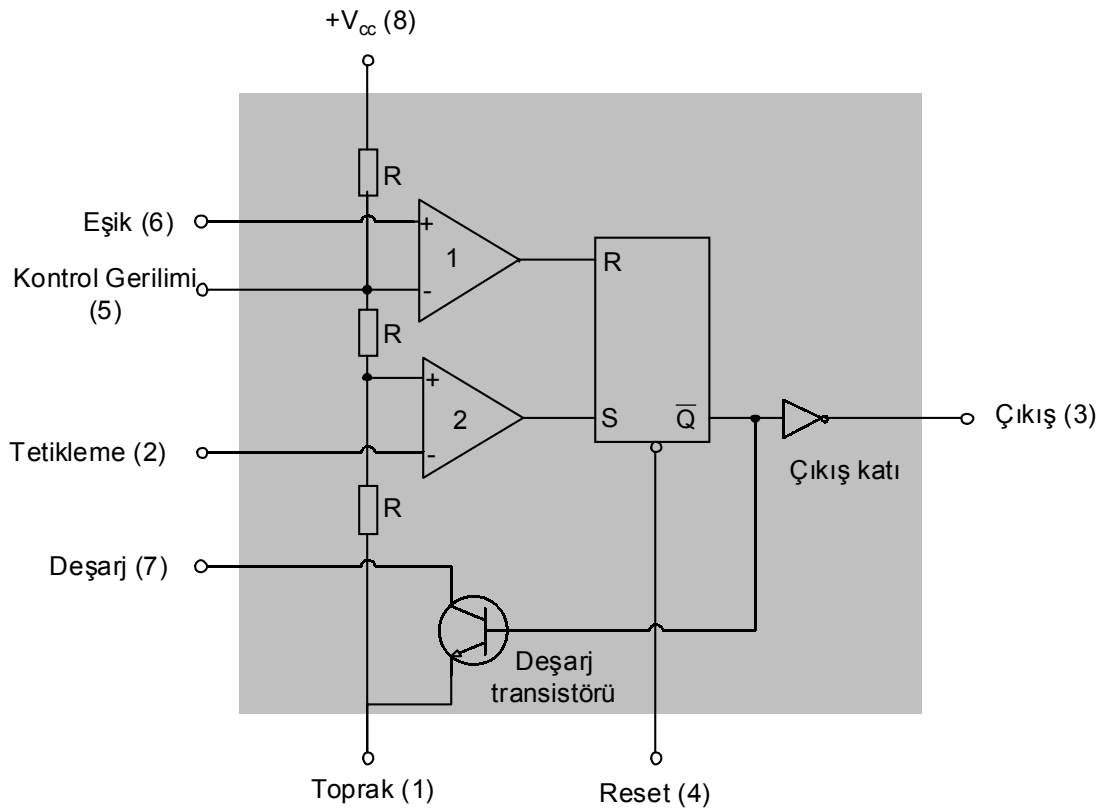 +Vcc (8)
R
Eşik (6)
+
1
R
Kontrol Gerilimi
(5)
-
R
+
2
S
Q̅
Çıkış (3)
Tetikleme (2)
-
Çıkış katı
R
Deşarj (7)
Deşarj
transistörü
Toprak (1)
Reset (4)